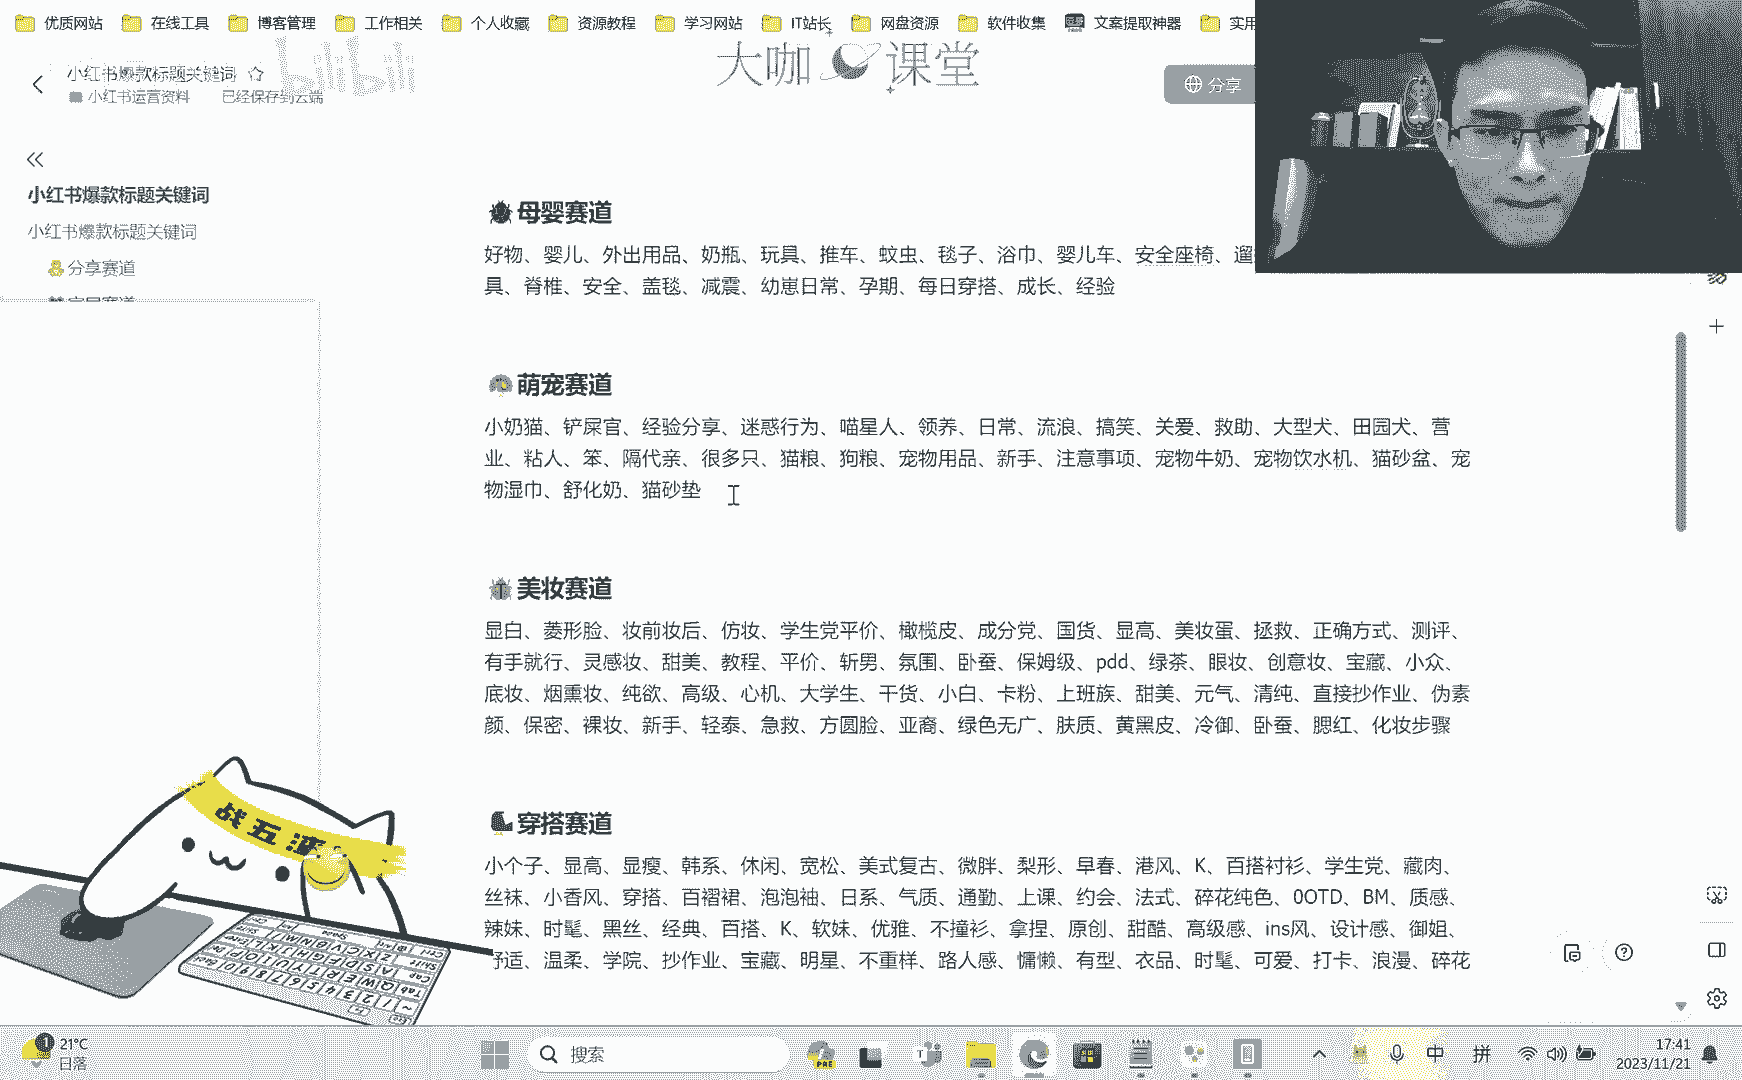 优质网站
在线工具
博客管理
工作相关
个人收藏
资源教程
学习网站
IT站长
网盘资源
软件收集
文案提取神器
实用
小红书爆款标题关键词
小红书运营资料 已经保存到云端
bilibili
大咖课堂
分享
小红书爆款标题关键词
小红书爆款标题关键词
分享赛道
母婴赛道
好物、婴儿、外出用品、奶瓶、玩具、推车、蚊虫、毯子、浴巾、婴儿车、安全座椅、遛
具、脊椎、安全、盖毯、减震、幼崽日常、孕期、每日穿搭、成长、经验
萌宠赛道
小奶猫、铲屎官、经验分享、迷惑行为、喵星人、领养、日常、流浪、搞笑、关爱、救助、大型犬、田园犬、营
业、粘人、笨、隔代亲、很多只、猫粮、狗粮、宠物用品、新手、注意事项、宠物牛奶、宠物饮水机、猫砂盆、宠
物湿巾、舒化奶、猫砂垫
美妆赛道
显白、菱形脸、妆前妆后、仿妆、学生党平价、橄榄皮、成分党、国货、显高、美妆蛋、拯救、正确方式、测评、
有手就行、灵感妆、甜美、教程、平价、斩男、氛围、卧蚕、保姆级、pdd、绿茶、眼妆、创意妆、宝藏、小众、
底妆、烟熏妆、纯欲、高级、心机、大学生、干货、小白、卡粉、上班族、甜美、元气、清纯、直接抄作业、伪素
颜、保密、裸妆、新手、轻泰、急救、方圆脸、亚裔、绿色无广、肤质、黄黑皮、冷御、卧蚕、腮红、化妆步骤
穿搭赛道
小个子、显高、显瘦、韩系、休闲、宽松、美式复古、微胖、梨形、早春、港风、K、百搭衬衫、学生党、藏肉、
丝袜、小香风、穿搭、百褶裙、泡泡袖、日系、气质、通勤、上课、约会、法式、碎花纯色、0OTD、BM、质感、
辣妹、时髦、黑丝、经典、百搭、K、软妹、优雅、不撞衫、拿捏、原创、甜酷、高级感、ins风、设计感、御姐、
舒适、温柔、学院、抄作业、宝藏、明星、不重样、路人感、慵懒、有型、衣品、时髦、可爱、打卡、浪漫、碎花
战五渣
21°C
日落
搜索
中
拼
17:41
2023/11/21